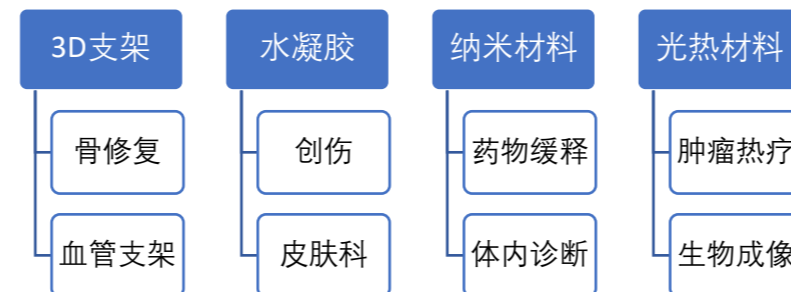 3D支架
水凝胶
纳米材料
光热材料
骨修复
创伤
药物缓释
肿瘤热疗
血管支架
皮肤科
体内诊断
生物成像